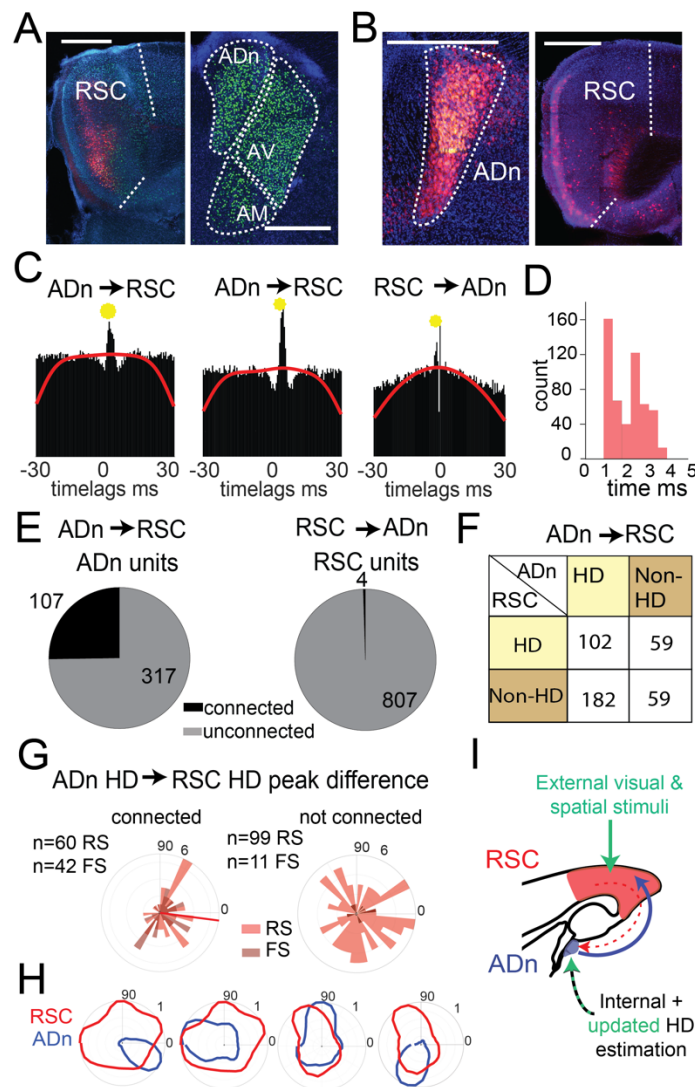 A
RSC
ADn
AV
AM
B
ADn
RSC
C
ADn → RSC
ADn → RSC
RSC → ADn
-30 0 30
timelags ms
-30 0 30
timelags ms
-30 0 30
timelags ms
D
count
160
120
80
40
0
0 1 2 3 4 5
time ms
E
ADn → RSC
ADn units
107
317
RSC → ADn
RSC units
4
807
connected
unconnected
F
ADn → RSC
ADn
RSC
HD
Non-HD
HD
102
59
Non-HD
182
59
G
ADn HD → RSC HD peak difference
connected
n=60 RS
n=42 FS
90
6
0
RS
FS
not connected
n=99 RS
n=11 FS
90
6
0
H
RSC
ADn
90
1
0
90
1
0
90
1
0
90
1
0
I
External visual &
spatial stimuli
RSC
ADn
Internal +
updated HD
estimation